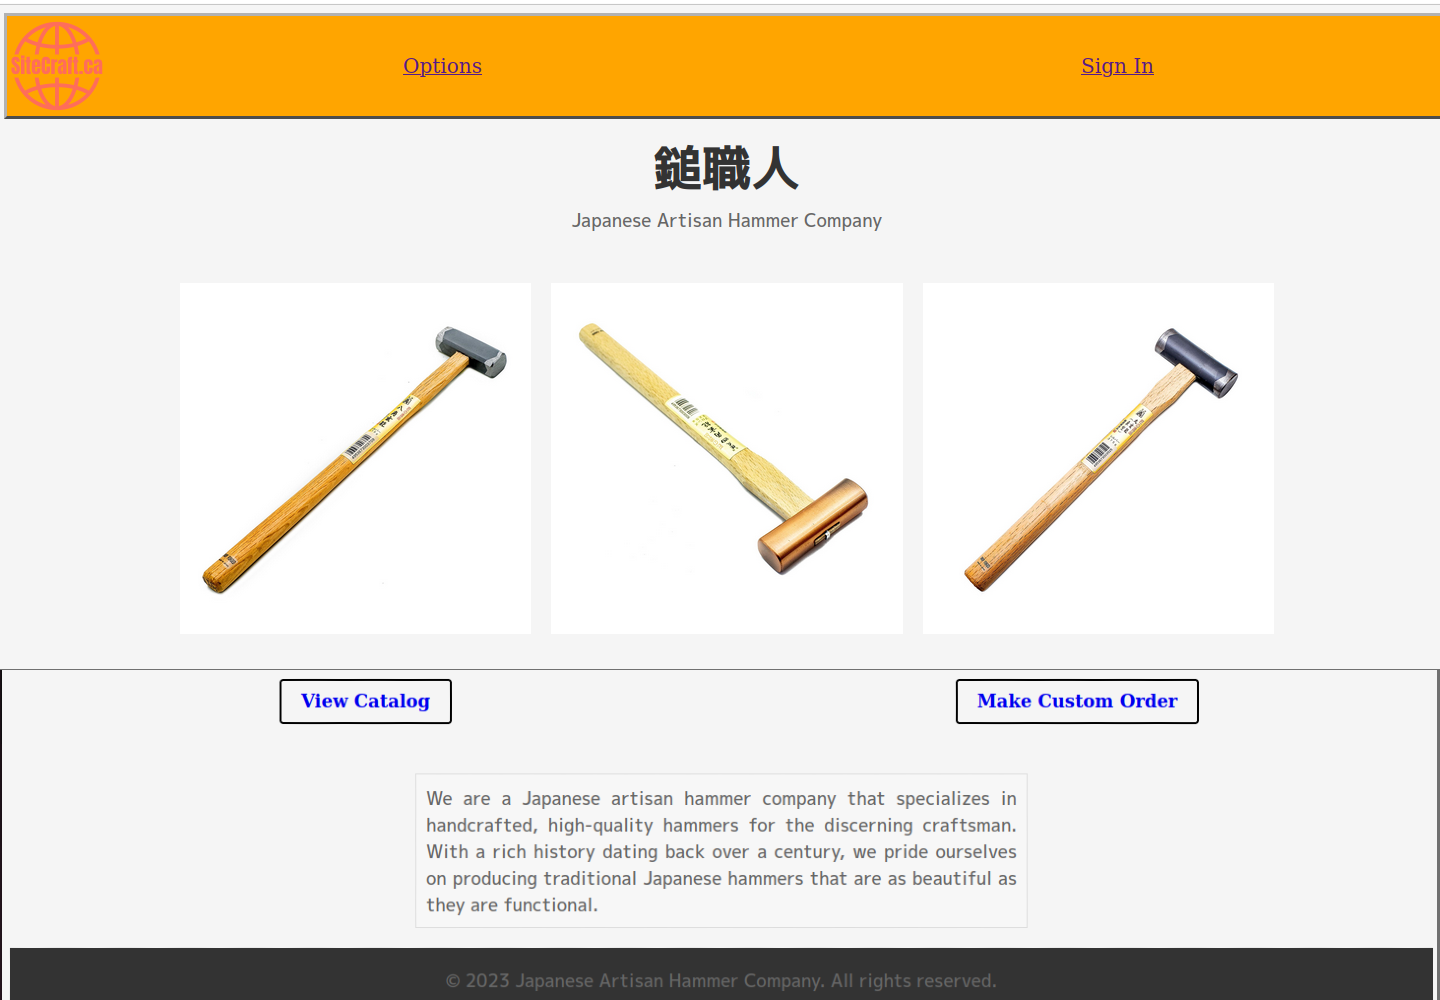 SiteCraft.ca
Options
Sign In
鎚職人
Japanese Artisan Hammer Company
View Catalog
Make Custom Order
We are a Japanese artisan hammer company that specializes in
handcrafted, high-quality hammers for the discerning craftsman.
With a rich history dating back over a century, we pride ourselves
on producing traditional Japanese hammers that are as beautiful as
they are functional.
© 2023 Japanese Artisan Hammer Company. All rights reserved.